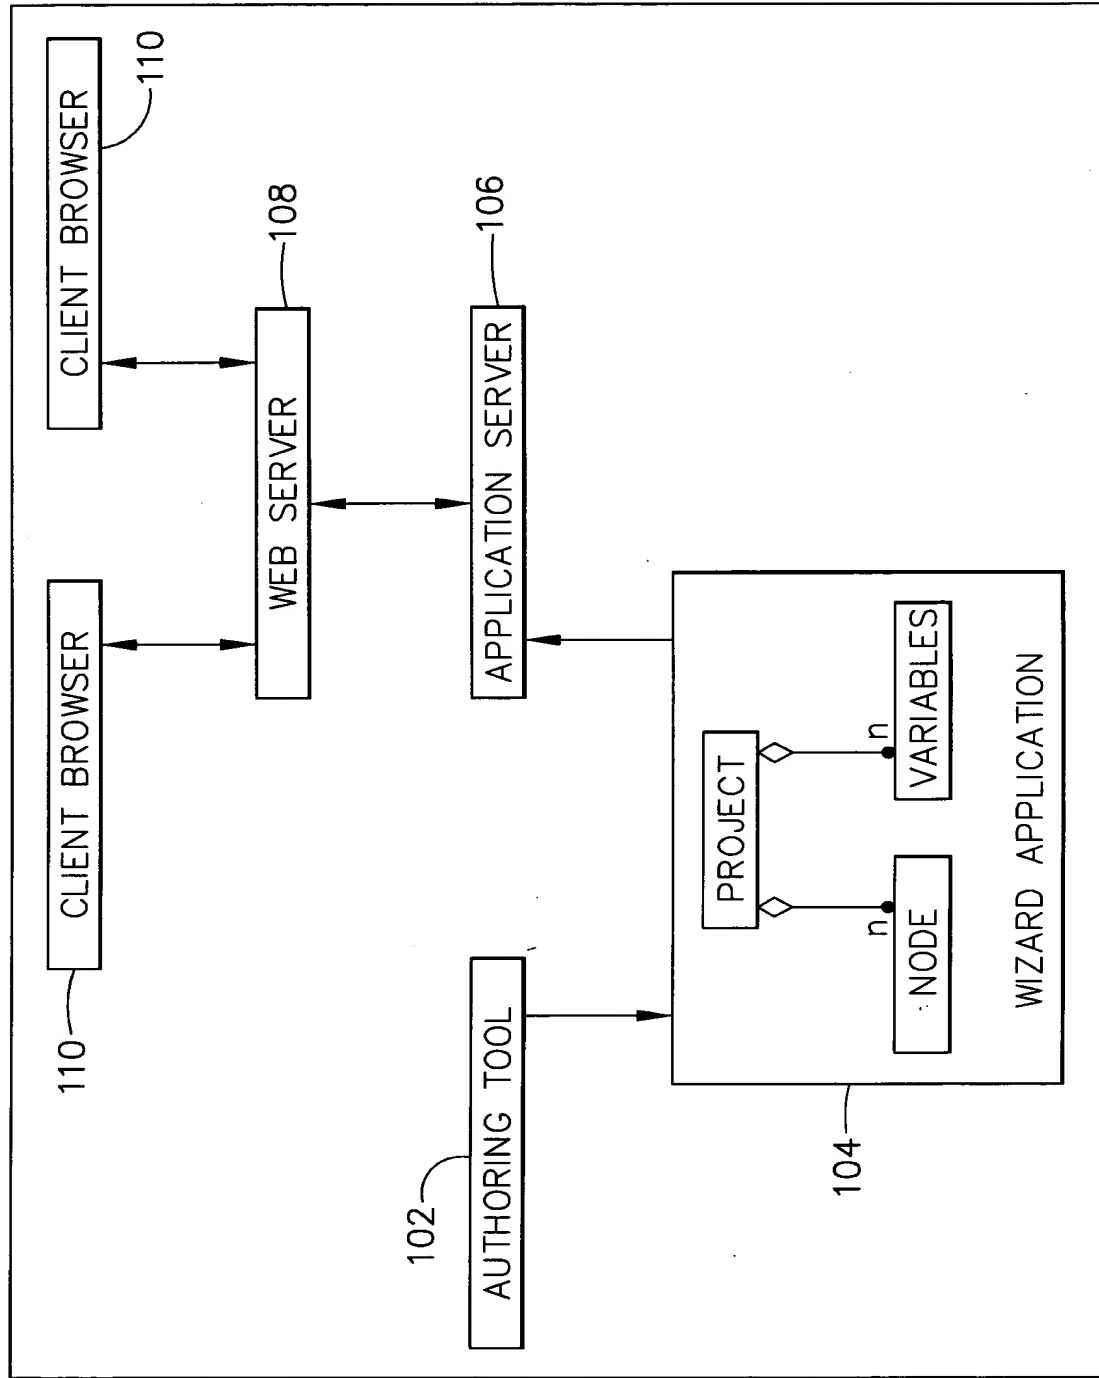 CLIENT BROWSER
110
CLIENT BROWSER
110
WEB SERVER
108
102
AUTHORING TOOL
APPLICATION SERVER
106
104
PROJECT
n
n
NODE
VARIABLES
WIZARD APPLICATION